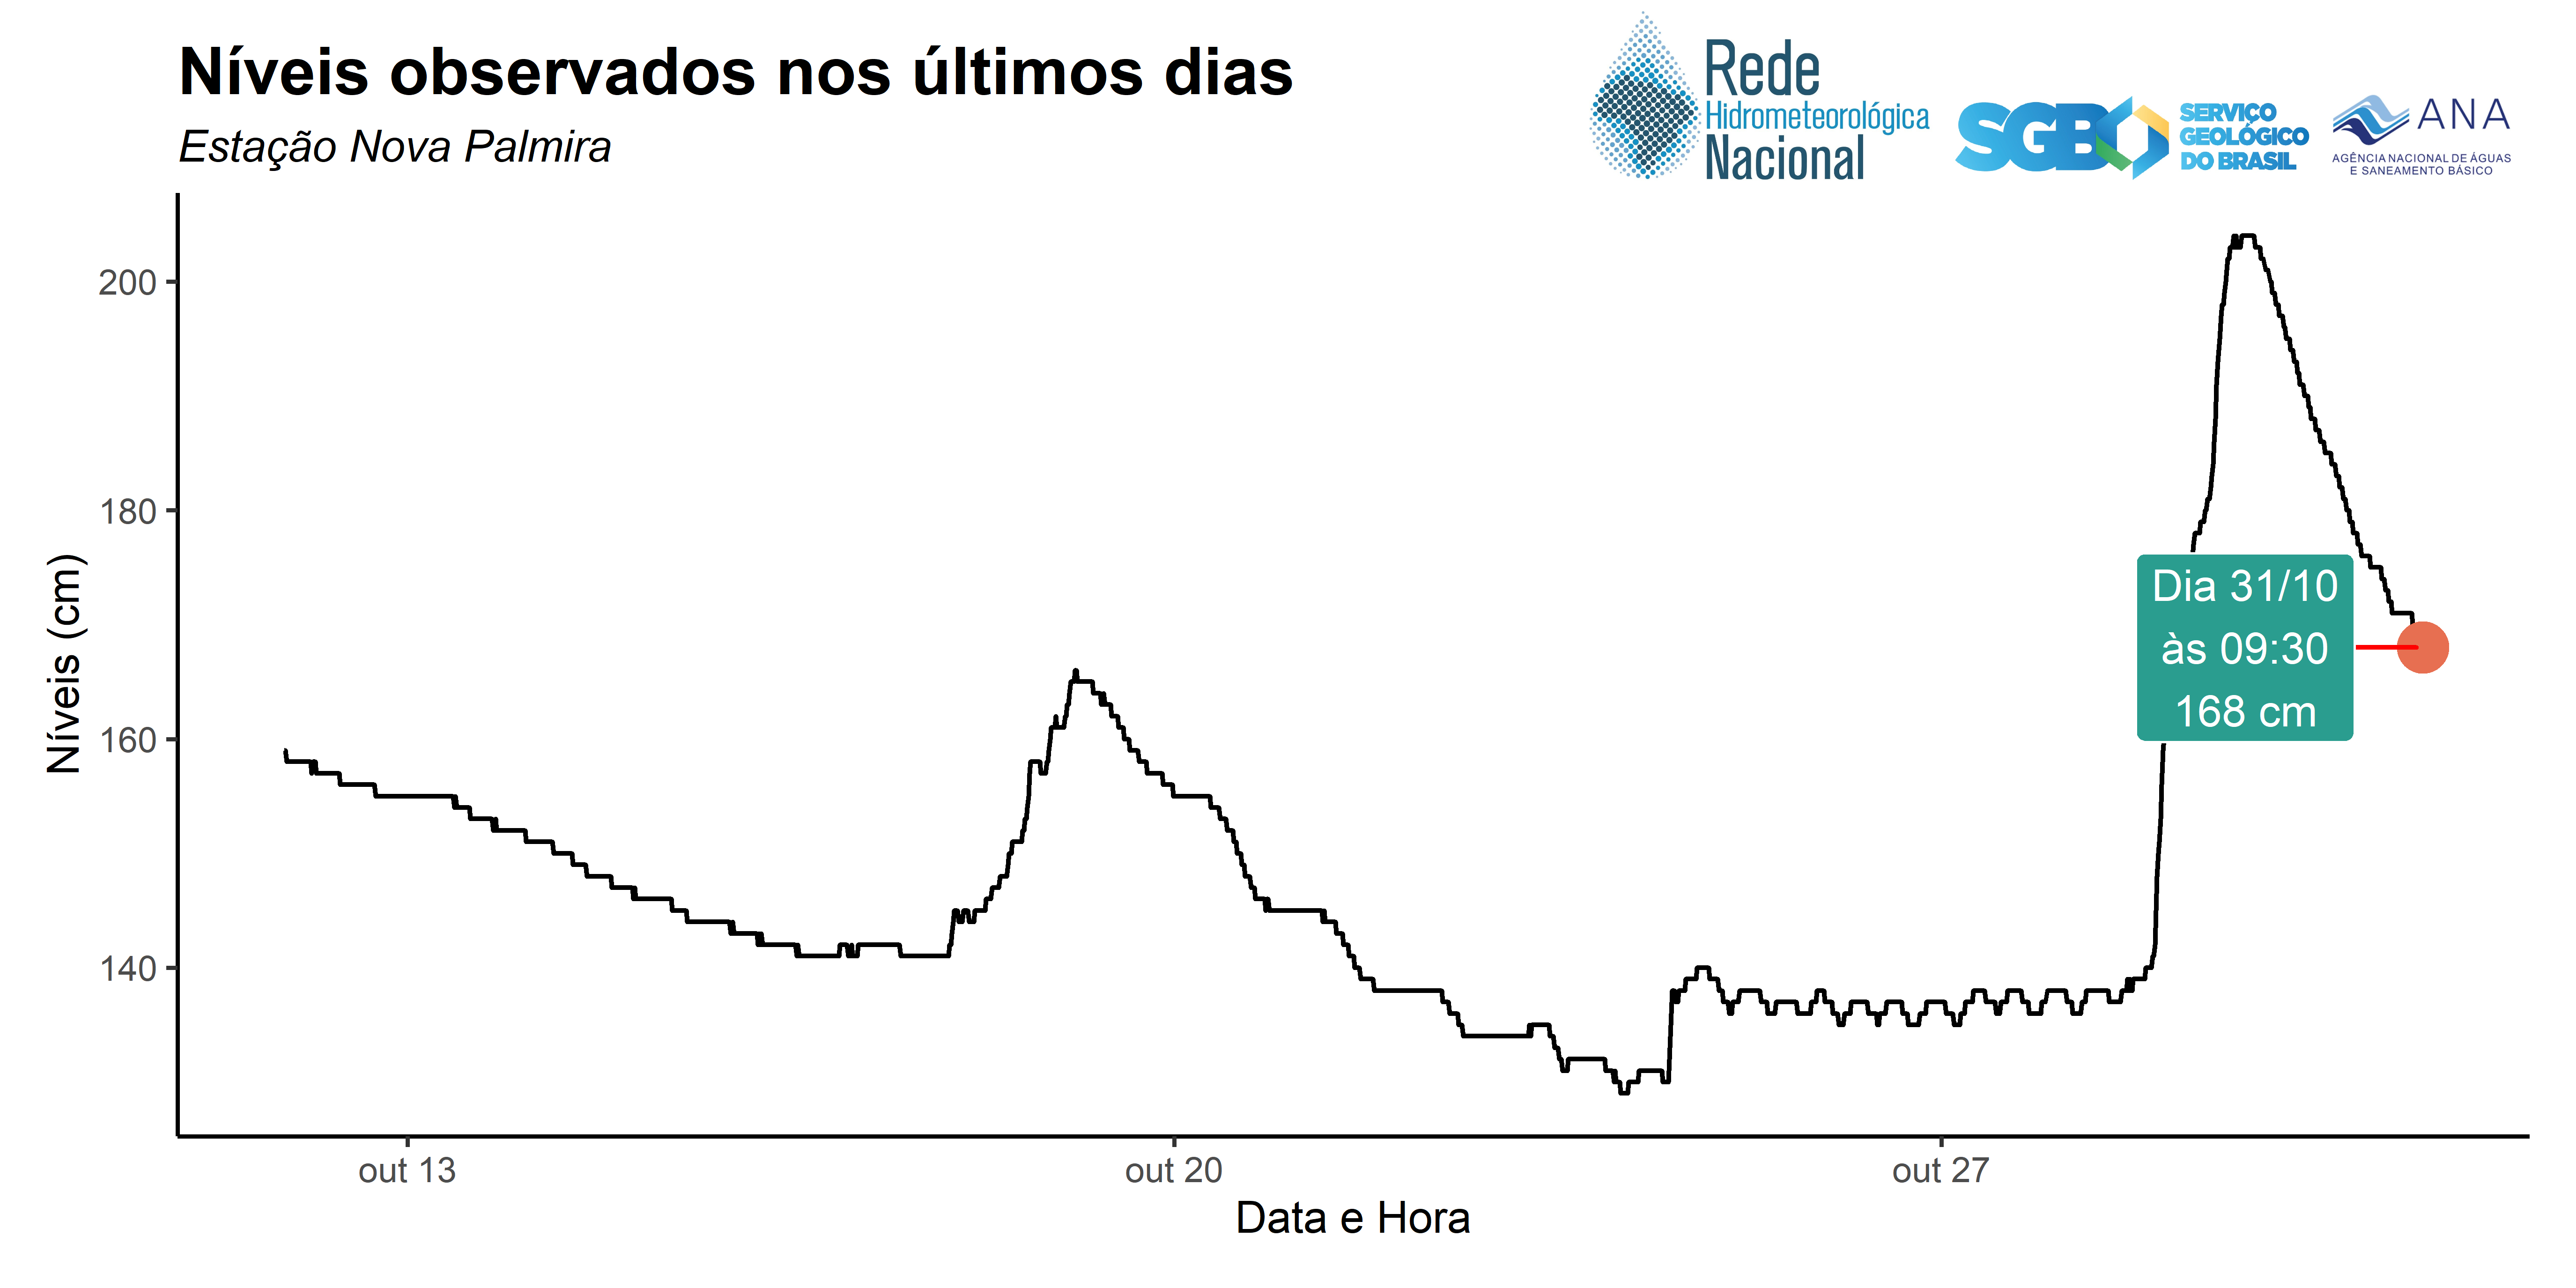 Níveis observados nos últimos dias
Estação Nova Palmira
Rede
Hidrometeorológica
Nacional
SGB
SERVIÇO
GEOLÓGICO
DO BRASIL
ANA
AGÊNCIA NACIONAL DE ÁGUAS
E SANEAMENTO BÁSICO
Níveis (cm)
200
180
160
140
Dia 31/10
às 09:30
168 cm
out 13
out 20
out 27
Data e Hora